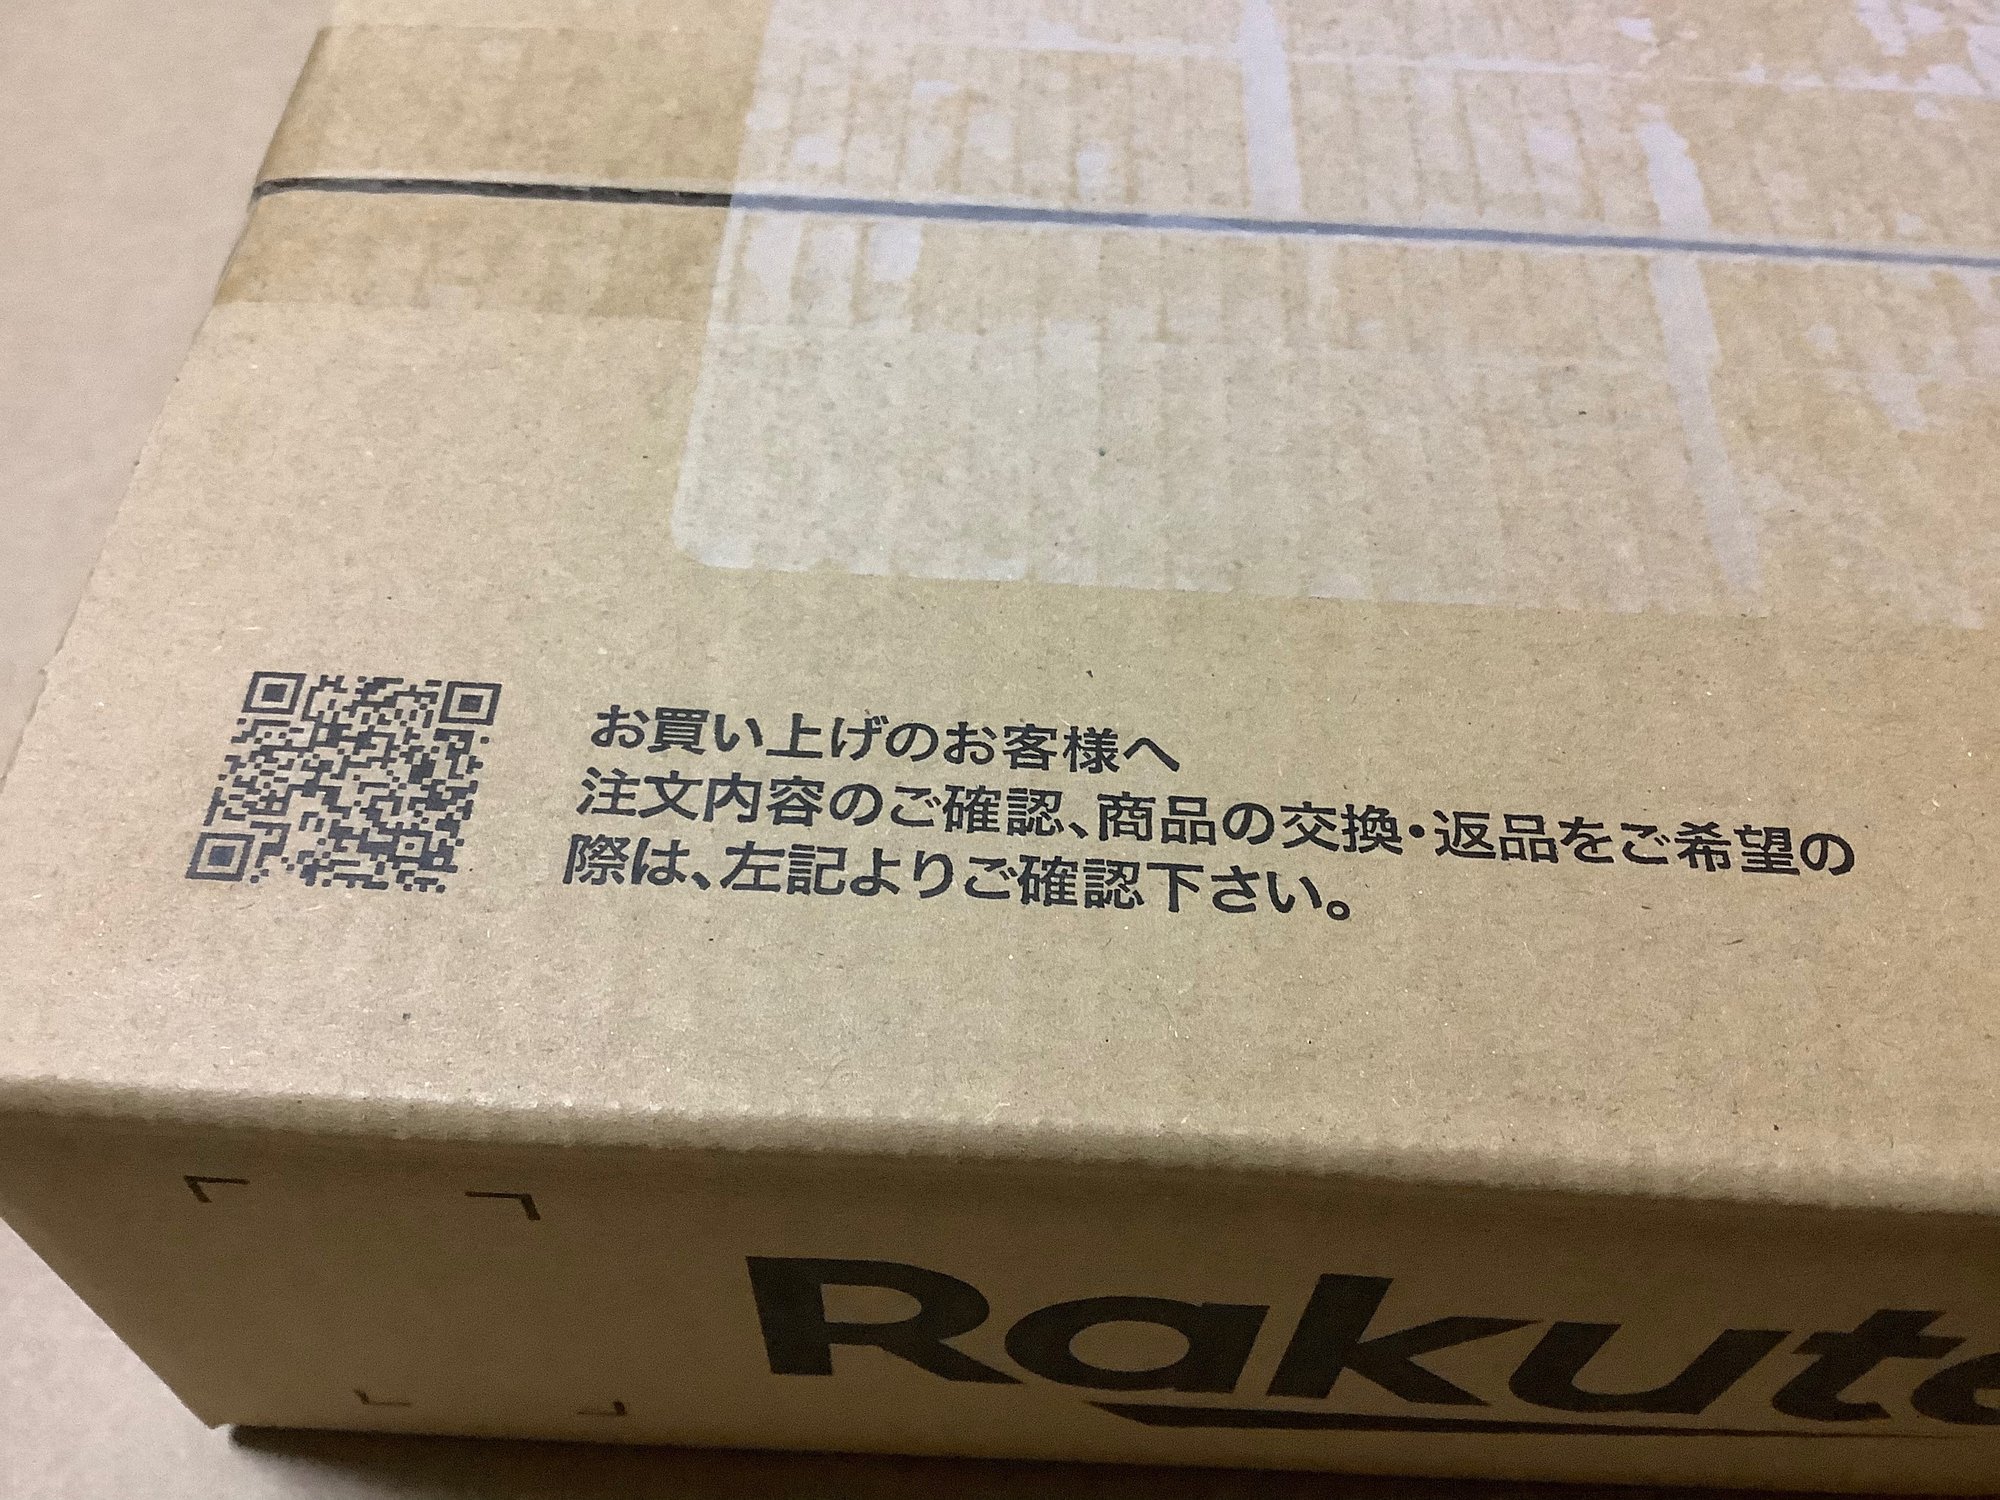 お買い上げのお客様へ
注文内容のご確認、商品の交換・返品をご希望の
際は、左記よりご確認下さい。
Rakute